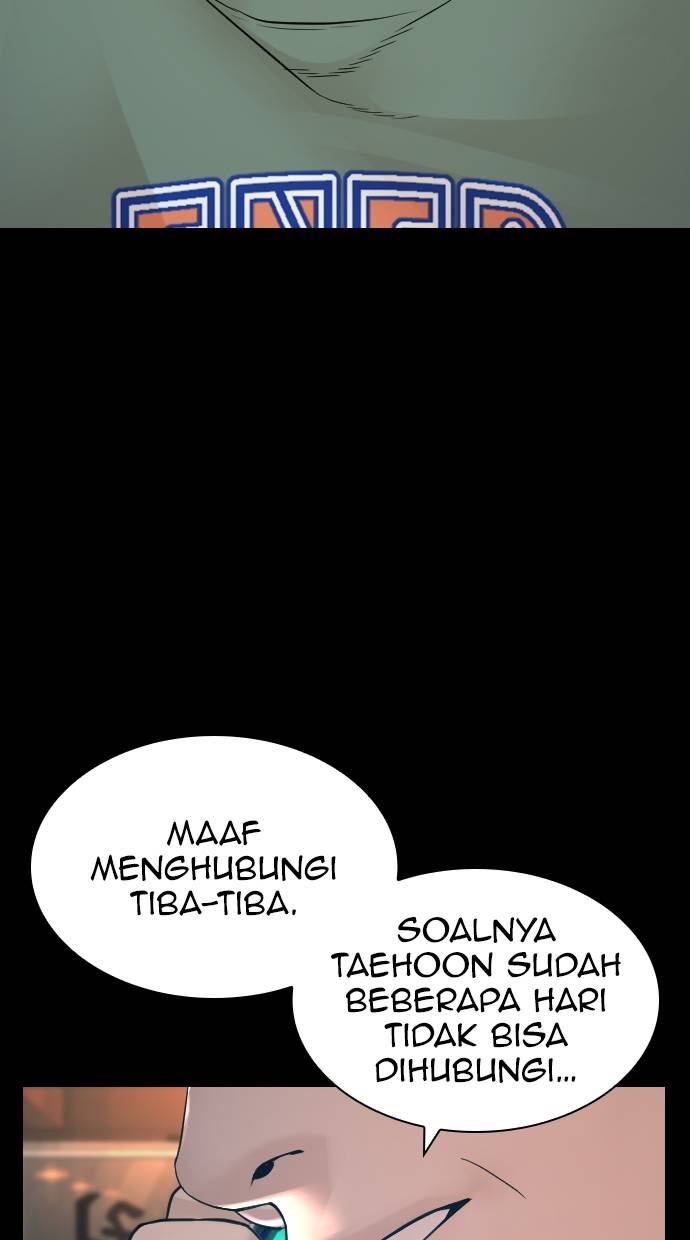 MAAF
MENGHUBUNGI
TIBA-TIBA.
SOALNYA
TAEHOON SUDAH
BEBERAPA HARI
TIDAK BISA
DIHUBUNGI...